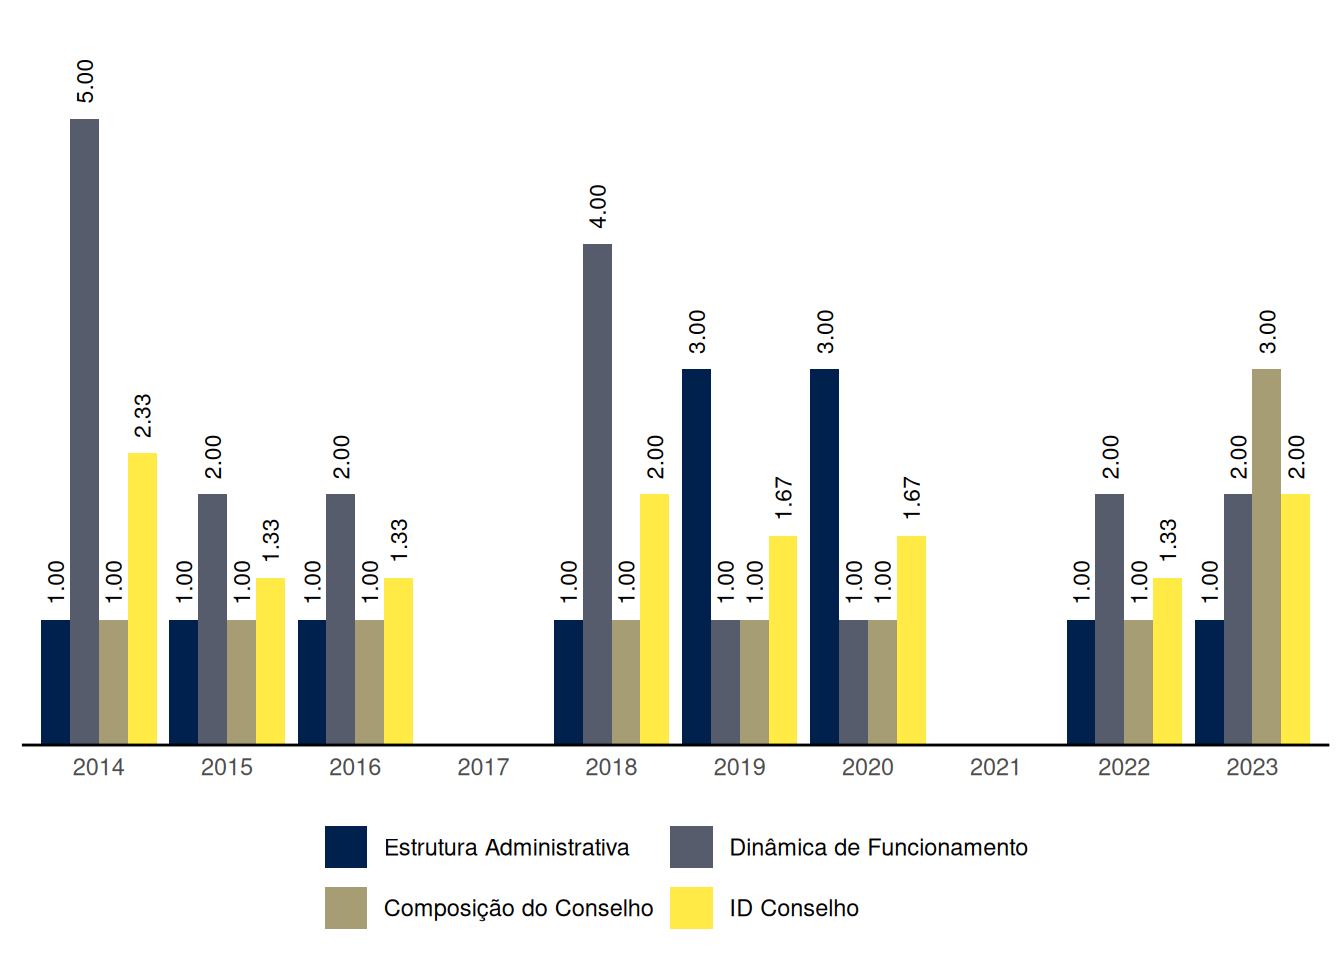 5.00
4.00
3.00 3.00 3.00
2.33
2.00 2.00 2.00 2.00 2.00 2.00
1.67 1.67
1.33 1.33 1.33
1.00 1.00 1.00 1.00 1.00 1.00 1.00 1.00 1.00 1.00 1.00 1.00 1.00 1.00 1.00
2014 2015 2016 2017 2018 2019 2020 2021 2022 2023
Estrutura Administrativa Dinâmica de Funcionamento
Composição do Conselho ID Conselho